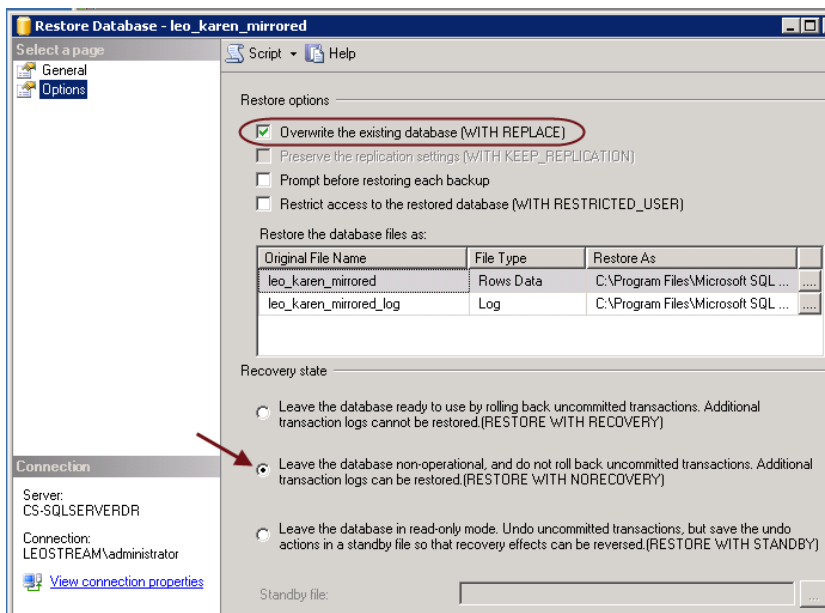 Restore Database - leo_karen_mirrored
Select a page
General
Options
Script
Help
Restore options
Overwrite the existing database (WITH REPLACE)
Preserve the replication settings (WITH KEEP_REPLICATION)
Prompt before restoring each backup
Restrict access to the restored database (WITH RESTRICTED_USER)
Restore the database files as:
Original File Name File Type Restore As
leo_karen_mirrored Rows Data C:\Program Files\Microsoft SQL ... ....
leo_karen_mirrored_log Log C:\Program Files\Microsoft SQL ... ....
Recovery state
Leave the database ready to use by rolling back uncommitted transactions. Additional
transaction logs cannot be restored.(RESTORE WITH RECOVERY)
Leave the database non-operational, and do not roll back uncommitted transactions. Additional
transaction logs can be restored.(RESTORE WITH NORECOVERY)
Leave the database in read-only mode. Undo uncommitted transactions, but save the undo
actions in a standby file so that recovery effects can be reversed.(RESTORE WITH STANDBY)
Standby file:
...
Connection
Server:
CS-SQLSERVERDR
Connection:
LEOSTREAM\administrator
View connection properties